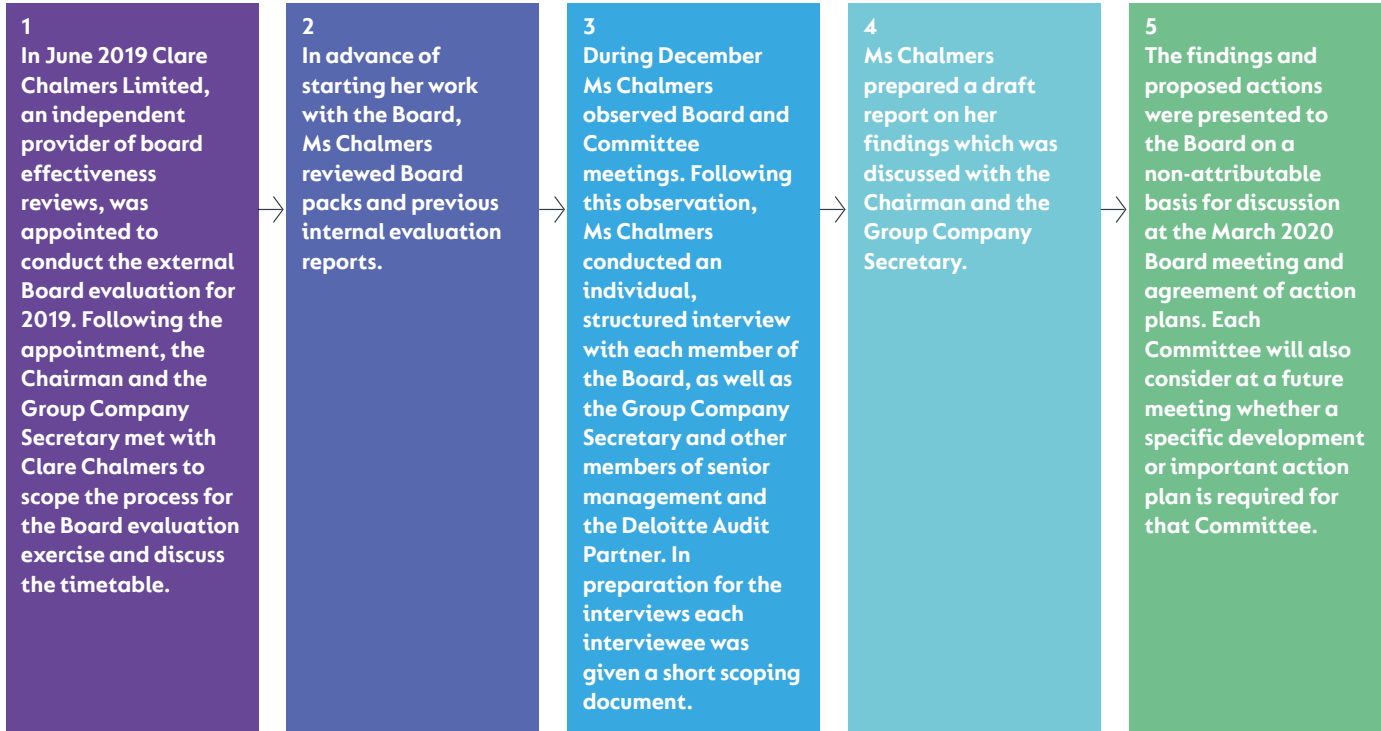 1
In June 2019 Clare
Chalmers Limited,
an independent
provider of board
effectiveness
reviews, was
appointed to
conduct the external
Board evaluation for
2019. Following the
appointment, the
Chairman and the
Group Company
Secretary met with
Clare Chalmers to
scope the process for
the Board evaluation
exercise and discuss
the timetable.
2
In advance of
starting her work
with the Board,
Ms Chalmers
reviewed Board
packs and previous
internal evaluation
reports.
3
During December
Ms Chalmers
observed Board and
Committee
meetings. Following
this observation,
Ms Chalmers
conducted an
individual,
structured interview
with each member of
the Board, as well as
the Group Company
Secretary and other
members of senior
management and
the Deloitte Audit
Partner. In
preparation for the
interviews each
interviewee was
given a short scoping
document.
4
Ms Chalmers
prepared a draft
report on her
findings which was
discussed with the
Chairman and the
Group Company
Secretary.
5
The findings and
proposed actions
were presented to
the Board on a
non-attributable
basis for discussion
at the March 2020
Board meeting and
agreement of action
plans. Each
Committee will also
consider at a future
meeting whether a
specific development
or important action
plan is required for
that Committee.